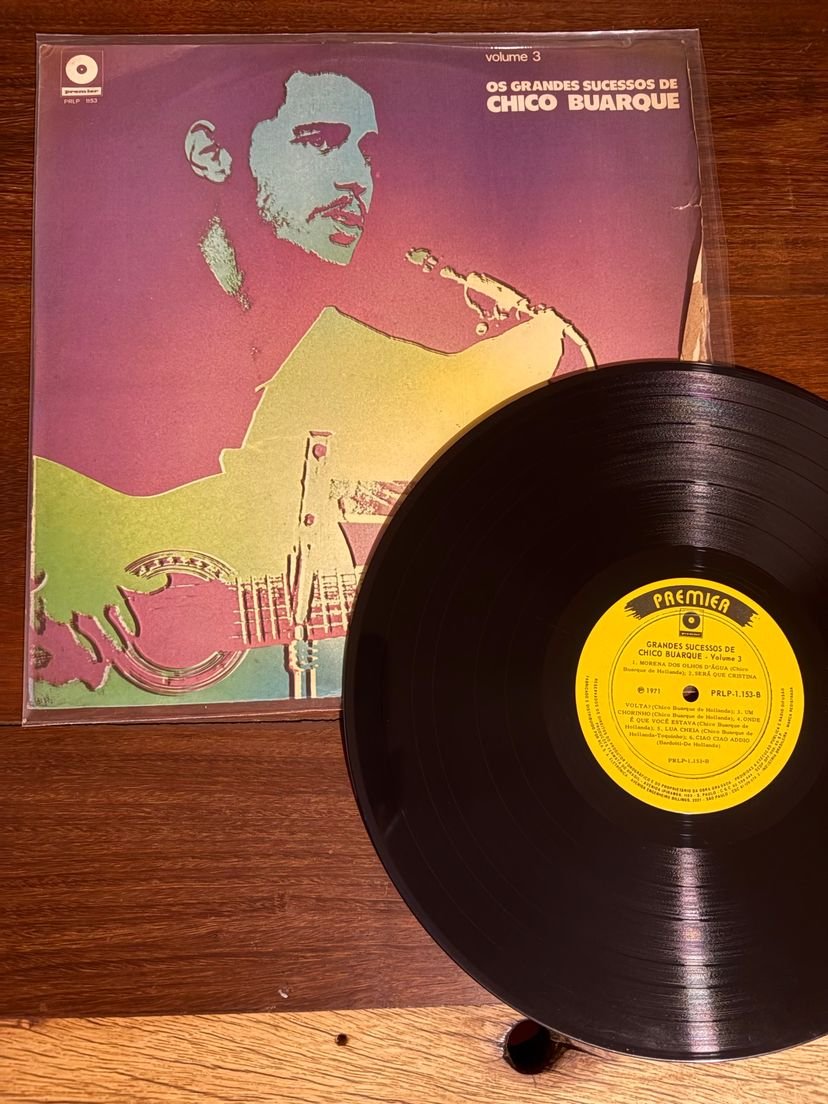 premier
PRLP 1153
volume 3
OS GRANDES SUCESSOS DE
CHICO BUARQUE
PREMIER
premier
GRANDES SUCESSOS DE
CHICO BUARQUE - Volume 3
1. MORENA DOS OLHOS D'ÁGUA (Chico
Buarque de Hollanda); 2. SERÁ QUE CRISTINA
℗ 1971
PRLP-1.153-B
VOLTA? (Chico Buarque de Hollanda); 3. UM
CHORINHO (Chico Buarque de Hollanda); 4. ONDE
É QUE VOCÊ ESTAVA (Chico Buarque de
Hollanda); 5. LUA CHEIA (Chico Buarque de
Hollanda-Toquinho); 6. CIAO CIAO ADDIO
(Bardotti-De Hollanda)
PRLP-1.153-B